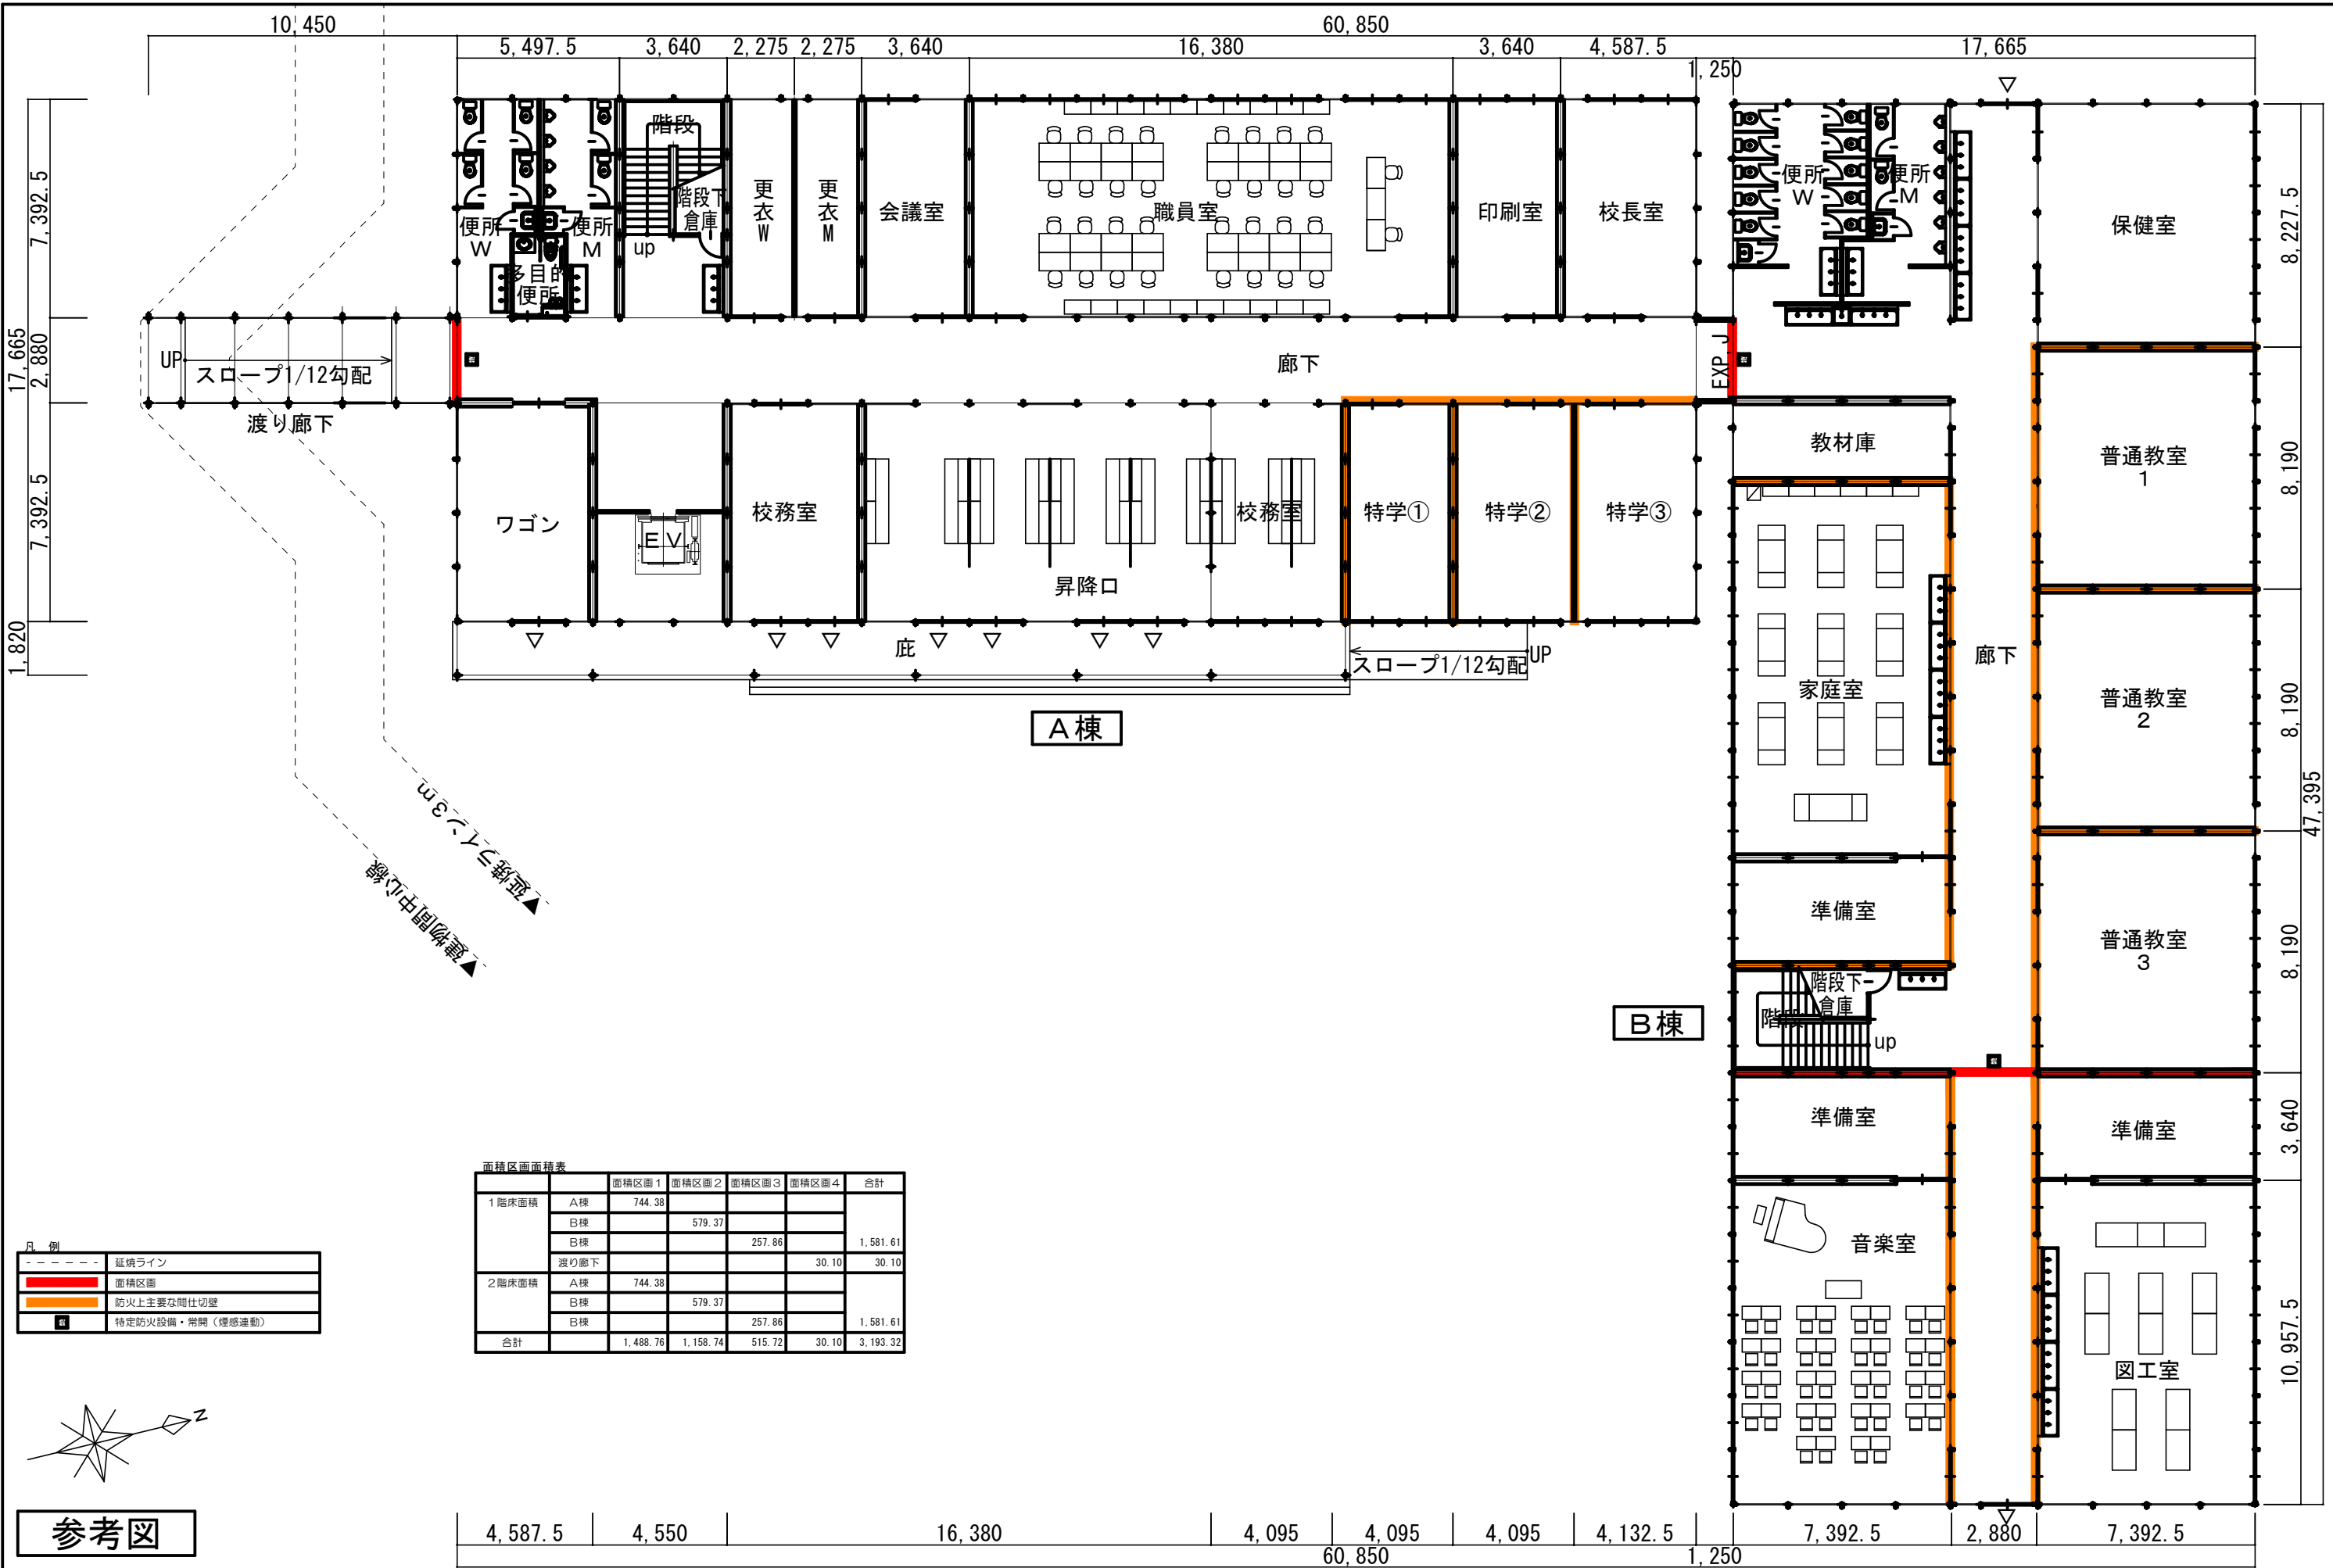 10,450
60,850
5,497.5
3,640
2,275
2,275
3,640
16,380
3,640
4,587.5
17,665
1,250
7,392.5
2,880
17,665
7,392.5
1,820
階段
階段下
倉庫
up
便所
W
便所
M
多目的
便所
更
衣
W
更
衣
M
会議室
職員室
印刷室
校長室
便所
W
便所
M
保健室
8,227.5
UP
スロープ1/12勾配
渡り廊下
廊下
EXP.J
教材庫
普通教室
1
8,190
ワゴン
EV
校務室
校務室
昇降口
特学①
特学②
特学③
庇
スロープ1/12勾配
UP
A棟
家庭室
廊下
普通教室
2
8,190
47,395
延焼ライン3m
建物間中心線
準備室
普通教室
3
8,190
B棟
階段下
倉庫
階段
up
準備室
準備室
3,640
音楽室
図工室
10,957.5
面積区画面積表
面積区画1 面積区画2 面積区画3 面積区画4 合計
1階床面積 A棟 744.38
B棟 579.37
B棟 257.86 1,581.61
渡り廊下 30.10 30.10
2階床面積 A棟 744.38
B棟 579.37
B棟 257.86 1,581.61
合計 1,488.76 1,158.74 515.72 30.10 3,193.32
凡 例
延焼ライン
面積区画
防火上主要な間仕切壁
特定防火設備・常開（煙感連動）
N
参考図
4,587.5
4,550
16,380
4,095
4,095
4,095
4,132.5
7,392.5
2,880
7,392.5
60,850
1,250